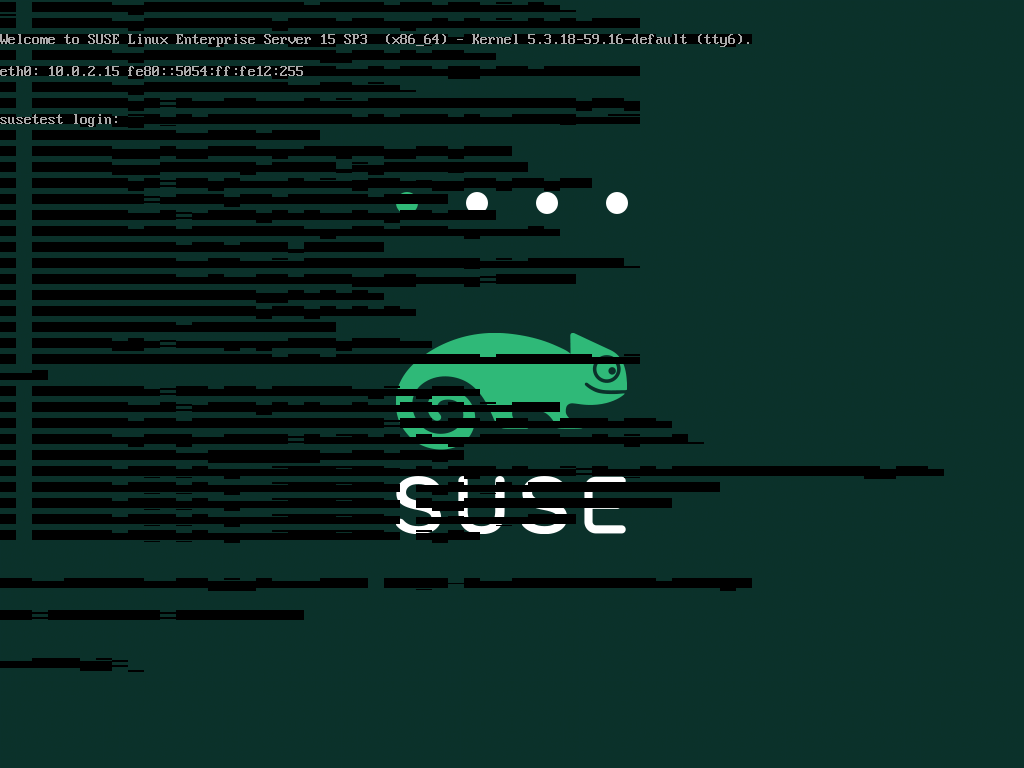 Welcome to SUSE Linux Enterprise Server 15 SP3  (x86_64) - Kernel 5.3.18-59.16-default (tty6).
eth0: 10.0.2.15 fe80::5054:ff:fe12:255
susetest login:
SUSE